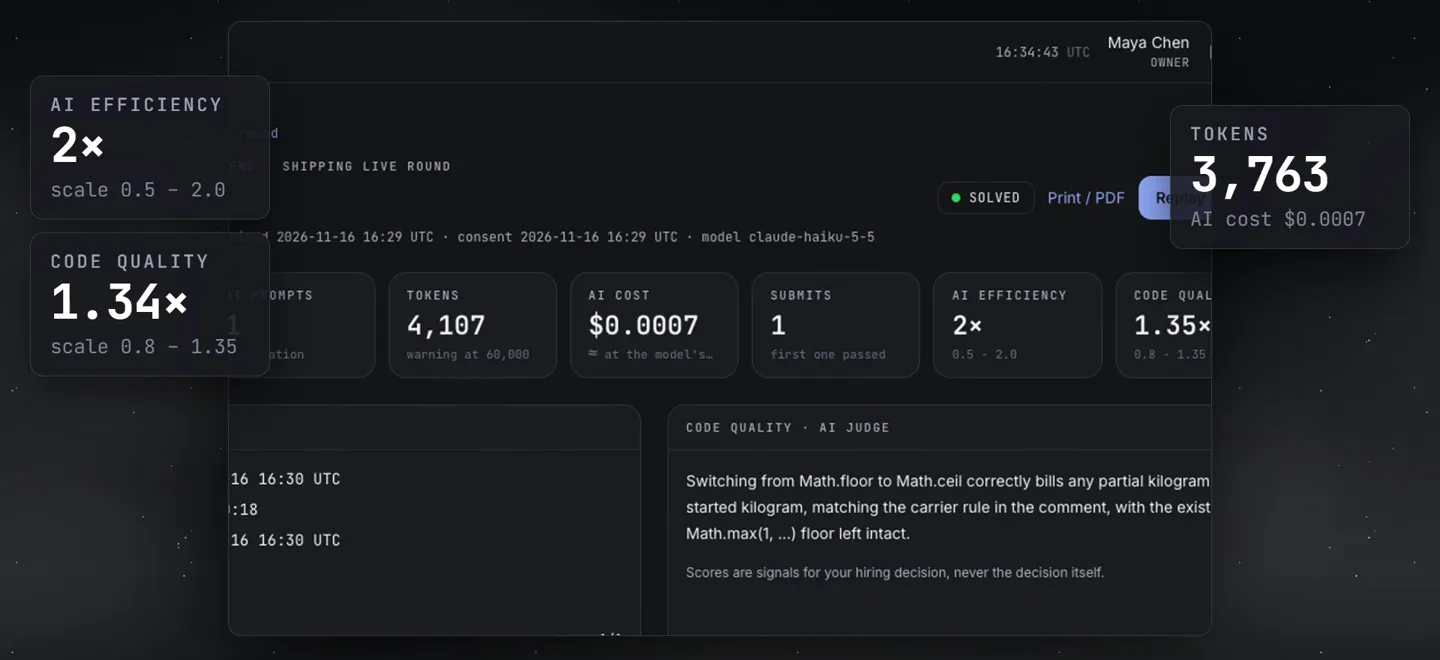 16:34:43 UTC
Maya Chen
OWNER
AI EFFICIENCY
2×
scale 0.5 – 2.0
CODE QUALITY
1.34×
scale 0.8 – 1.35
TOKENS
3,763
AI cost $0.0007
SHIPPING LIVE ROUND
SOLVED
Print / PDF
Replay
2026-11-16 16:29 UTC · consent 2026-11-16 16:29 UTC · model claude-haiku-5-5
AI PROMPTS
1
TOKENS
4,107
warning at 60,000
AI COST
$0.0007
≈ at the model's…
SUBMITS
1
first one passed
AI EFFICIENCY
2×
0.5 - 2.0
CODE QUAL
1.35×
0.8 - 1.35
16 16:30 UTC
:18
16 16:30 UTC
CODE QUALITY · AI JUDGE
Switching from Math.floor to Math.ceil correctly bills any partial kilogram
started kilogram, matching the carrier rule in the comment, with the exist
Math.max(1, …) floor left intact.
Scores are signals for your hiring decision, never the decision itself.